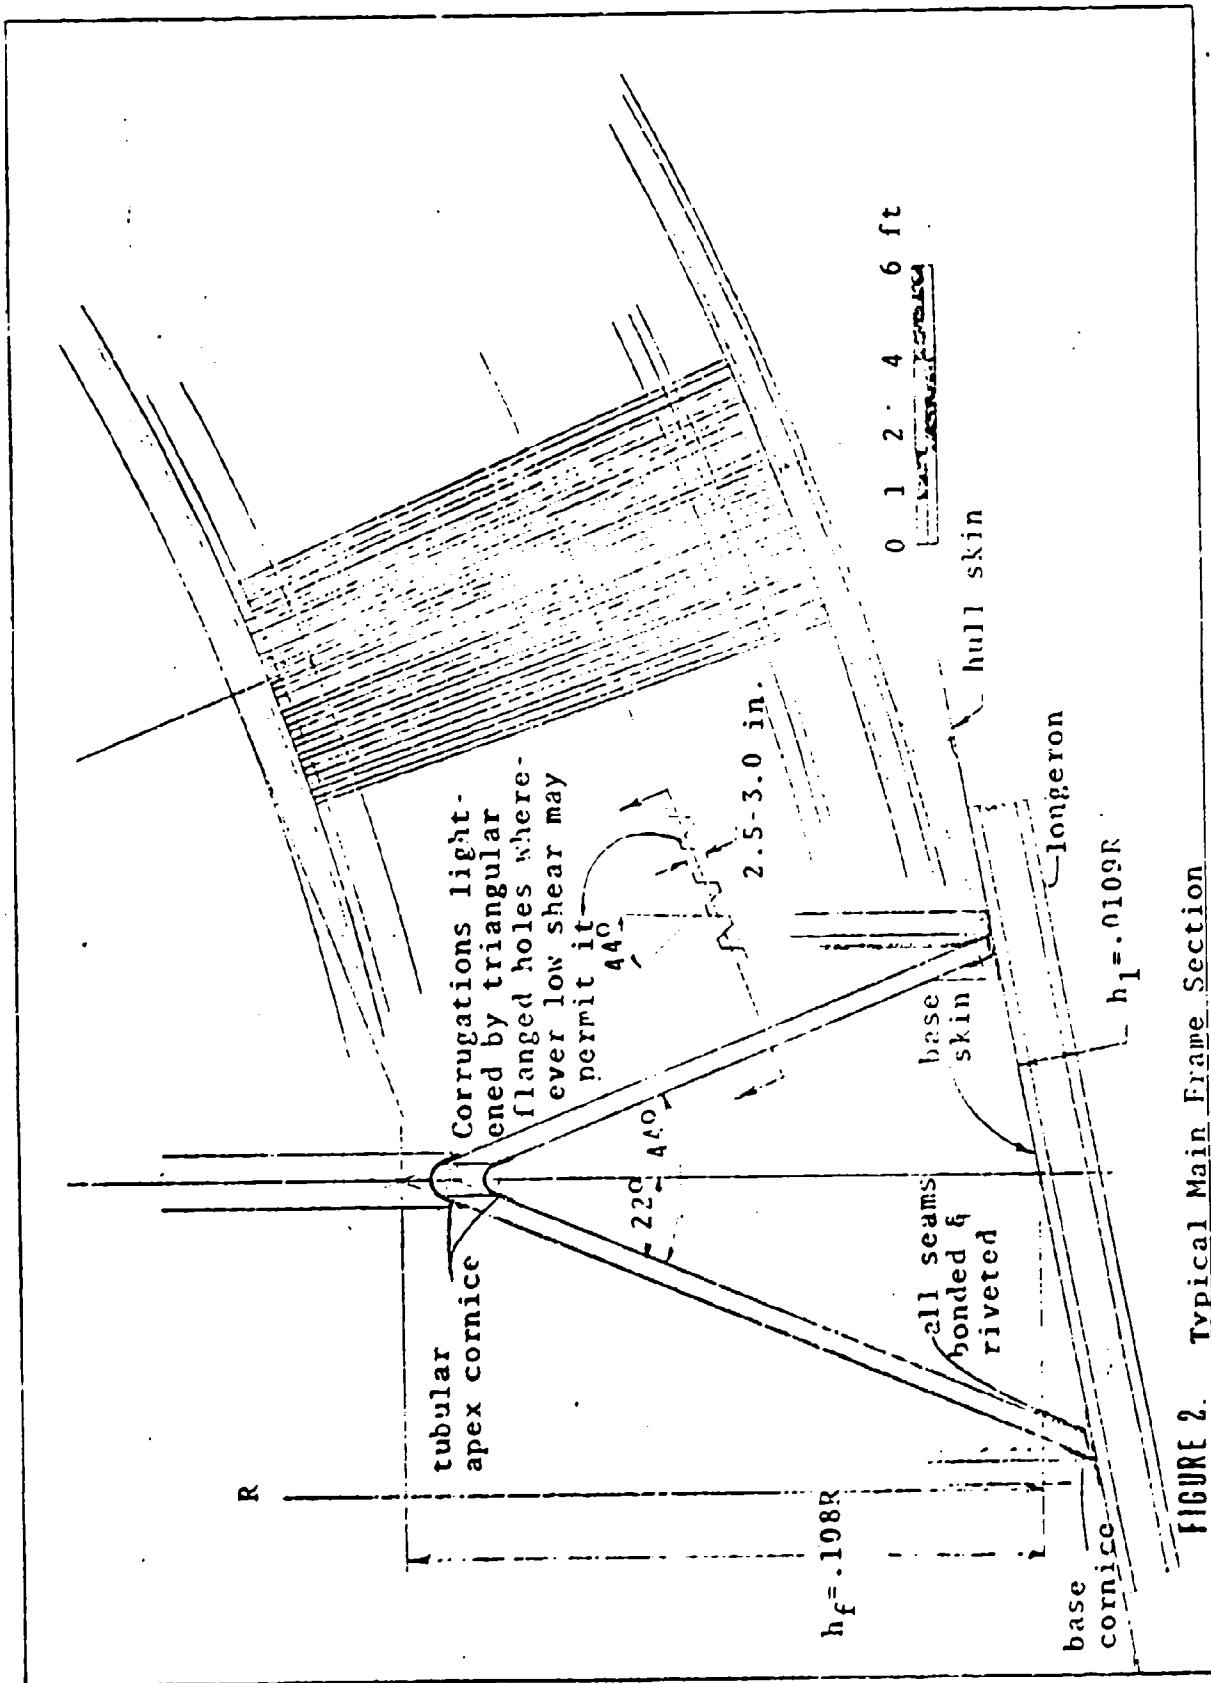 R
tubular
apex cornice
Corrugations light-
ened by triangular
flanged holes where-
ever low shear may
permit it
44°
2.5-3.0 in.
22°
44°
all seams
bonded &
riveted
base
skin
hf=.108R
base
cornice
h1=.0109R
longeron
hull skin
0 1 2 4 6 ft
FIGURE 2. Typical Main Frame Section